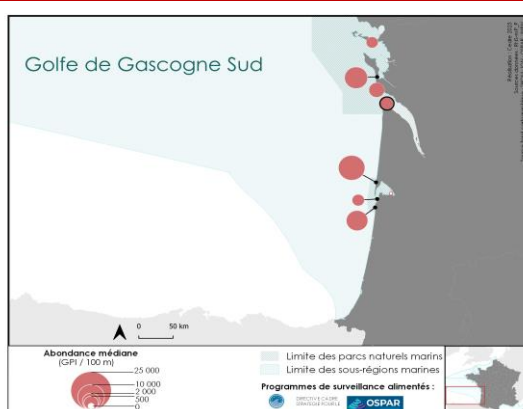 Golfe de Gascogne Sud
0 50 km
Abondance médiane
(GPI / 100 m)
25 000
10 000
2 000
500
0
Limite des parcs naturels marins
Limite des sous-régions marines
Programmes de surveillance alimentés :
OSPAR